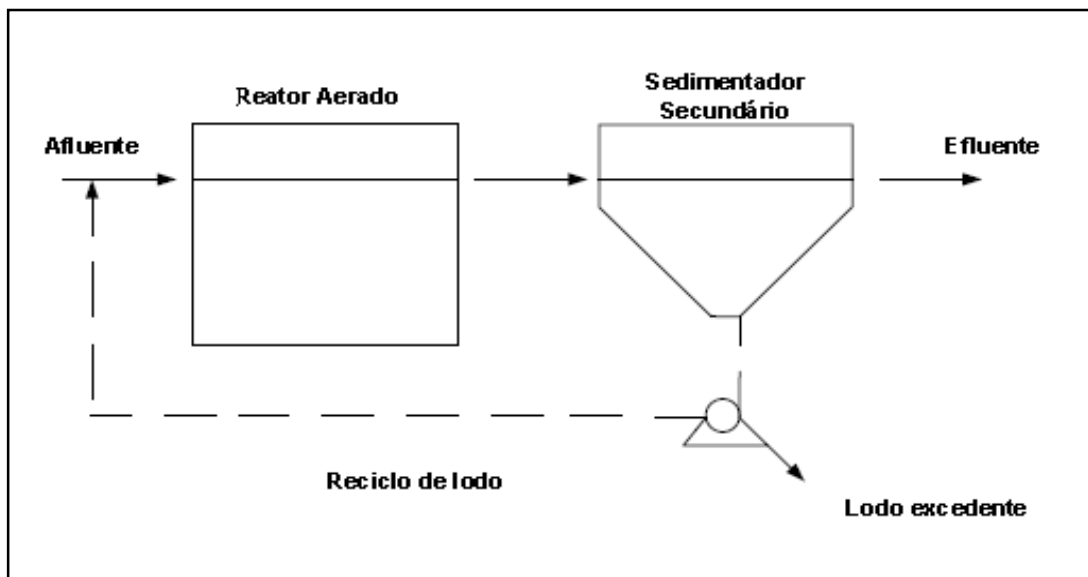 Reator Aerado
Sedimentador
Secundário
Afluente
Efluente
Reciclo de lodo
Lodo excedente